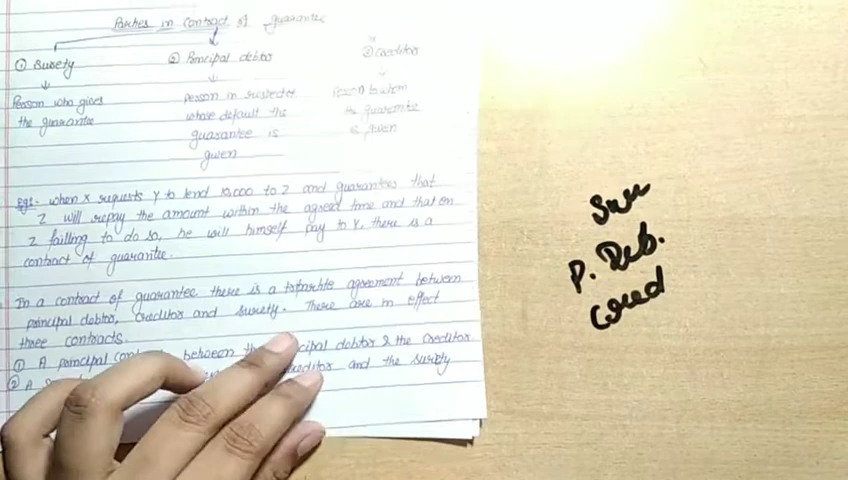 Parties in contract of guarantee
① Surety ② Principal debtor ③ Creditor
Person who gives
the guarantee
person in respect of
whose default the
guarantee is
given
Person to whom
the guarantee
is given
Eg:- when X requests Y to lend 10,000 to Z and guarantees that
Z will repay the amount within the agreed time and that on
Z failling to do so, he will himself pay to Y, there is a
contract of guarantee.
In a contract of guarantee there is a tripartite agreement between
principal debtor, creditor and surety. There are in effect
three contracts.
① A principal between the debtor & the creditor
② A creditor and the surety
Sure
P. Deb.
Cred